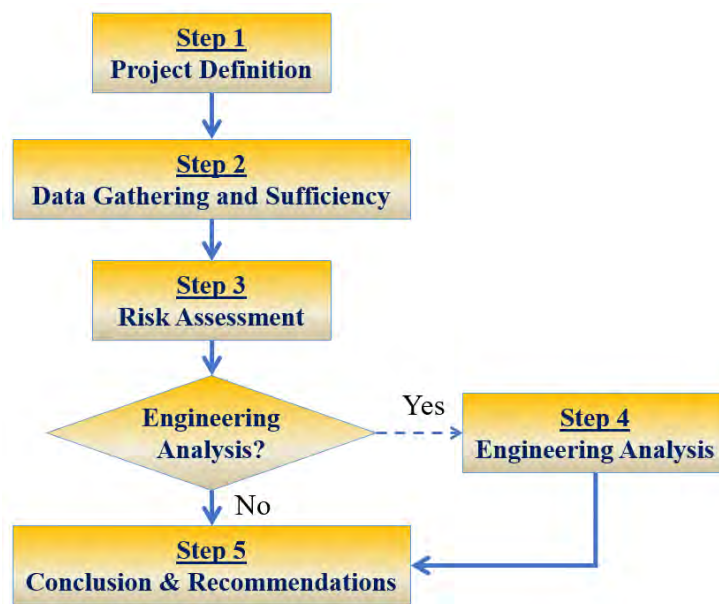 Step 1
Project Definition
Step 2
Data Gathering and Sufficiency
Step 3
Risk Assessment
Engineering
Analysis?
Yes
Step 4
Engineering Analysis
No
Step 5
Conclusion & Recommendations